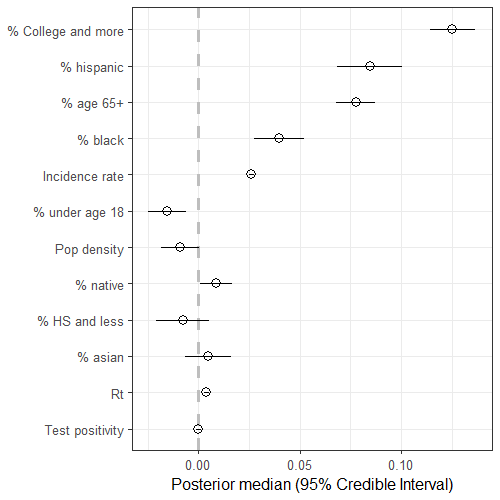 % College and more
% hispanic
% age 65+
% black
Incidence rate
% under age 18
Pop density
% native
% HS and less
% asian
Rt
Test positivity
0.00 0.05 0.10
Posterior median (95% Credible Interval)